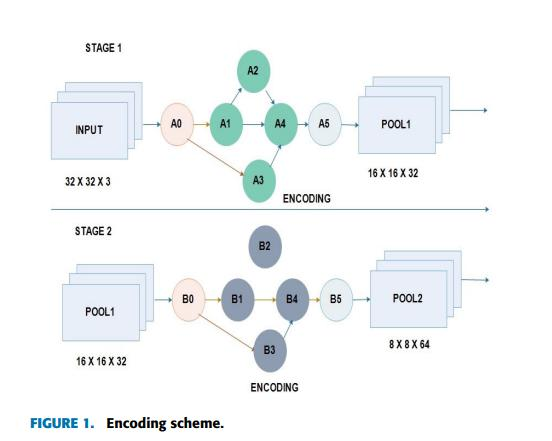 STAGE 1
A2
INPUT
A0
A1
A4
A5
POOL1
A3
32 X 32 X 3
16 X 16 X 32
ENCODING
STAGE 2
B2
POOL1
B0
B1
B4
B5
POOL2
B3
16 X 16 X 32
8 X 8 X 64
ENCODING
FIGURE 1. Encoding scheme.